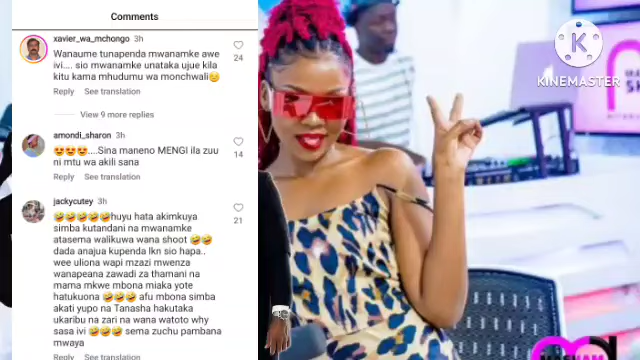 Comments
xavier_wa_mchongo 3h
Wanaume tunapenda mwanamke awe
ivi.... sio mwanamke unataka ujue kila
kitu kama mhudumu wa monchwali😊
24
Reply See translation
View 9 more replies
amondi_sharon 3h
😍😍😍....Sina maneno MENGI ila zuu
ni mtu wa akili sana
14
Reply See translation
jackycutey 3h
🤣🤣🤣🤣🤣huyu hata akimkuya
simba kutandani na mwanamke
atasema walikuwa wana shoot 🤣🤣
dada anajua kupenda lkn sio hapa..
wee uliona wapi mzazi mwenza
wanapeana zawadi za thamani na
mama mkwe mbona miaka yote
hatukuona🤣🤣🤣 afu mbona simba
akati yupo na Tanasha hakutaka
ukaribu na zari na wana watoto why
sasa ivi 🤣🤣🤣 sema zuchu pambana
mwaya
21
Reply See translation
KINEMASTER